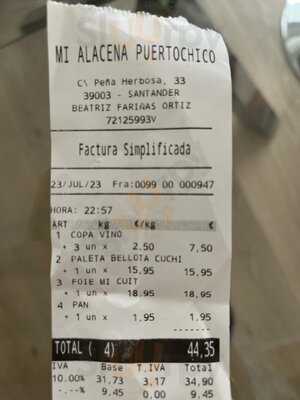 MI ALACENA PUERTOCHICO
C\ Peña Herbosa, 33
39003 - SANTANDER
BEATRIZ FARIÑAS ORTIZ
72125993V
Factura Simplificada
23/JUL/23 Fra:0099 00 000947
HORA: 22:57
ART kg €/kg €
1 COPA VINO
+ 3 un x 2.50 7,50
2 PALETA BELLOTA CUCHI
+ 1 un x 15.95 15.95
3 FOIE MI CUIT
+ 1 un x 18.95 18.95
4 PAN
+ 1 un x 1.95 1.95
-------
TOTAL ( 4) 44,35
IVA Base T.IVA Total
10.00% 31,73 3.17 34,90
-.--% 9.45 0.00 9.45